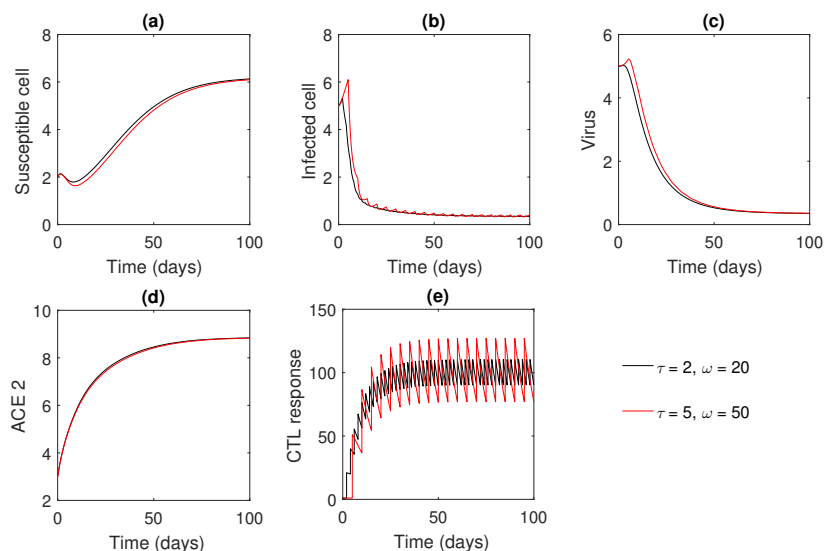 (a)
8
6
4
2
0
Susceptible cell
0 50 100
Time (days)
(b)
8
6
4
2
0
Infected cell
0 50 100
Time (days)
(c)
6
4
2
0
Virus
0 50 100
Time (days)
(d)
10
8
6
4
2
ACE 2
0 50 100
Time (days)
(e)
150
100
50
0
CTL response
0 50 100
Time (days)
τ = 2, ω = 20
τ = 5, ω = 50